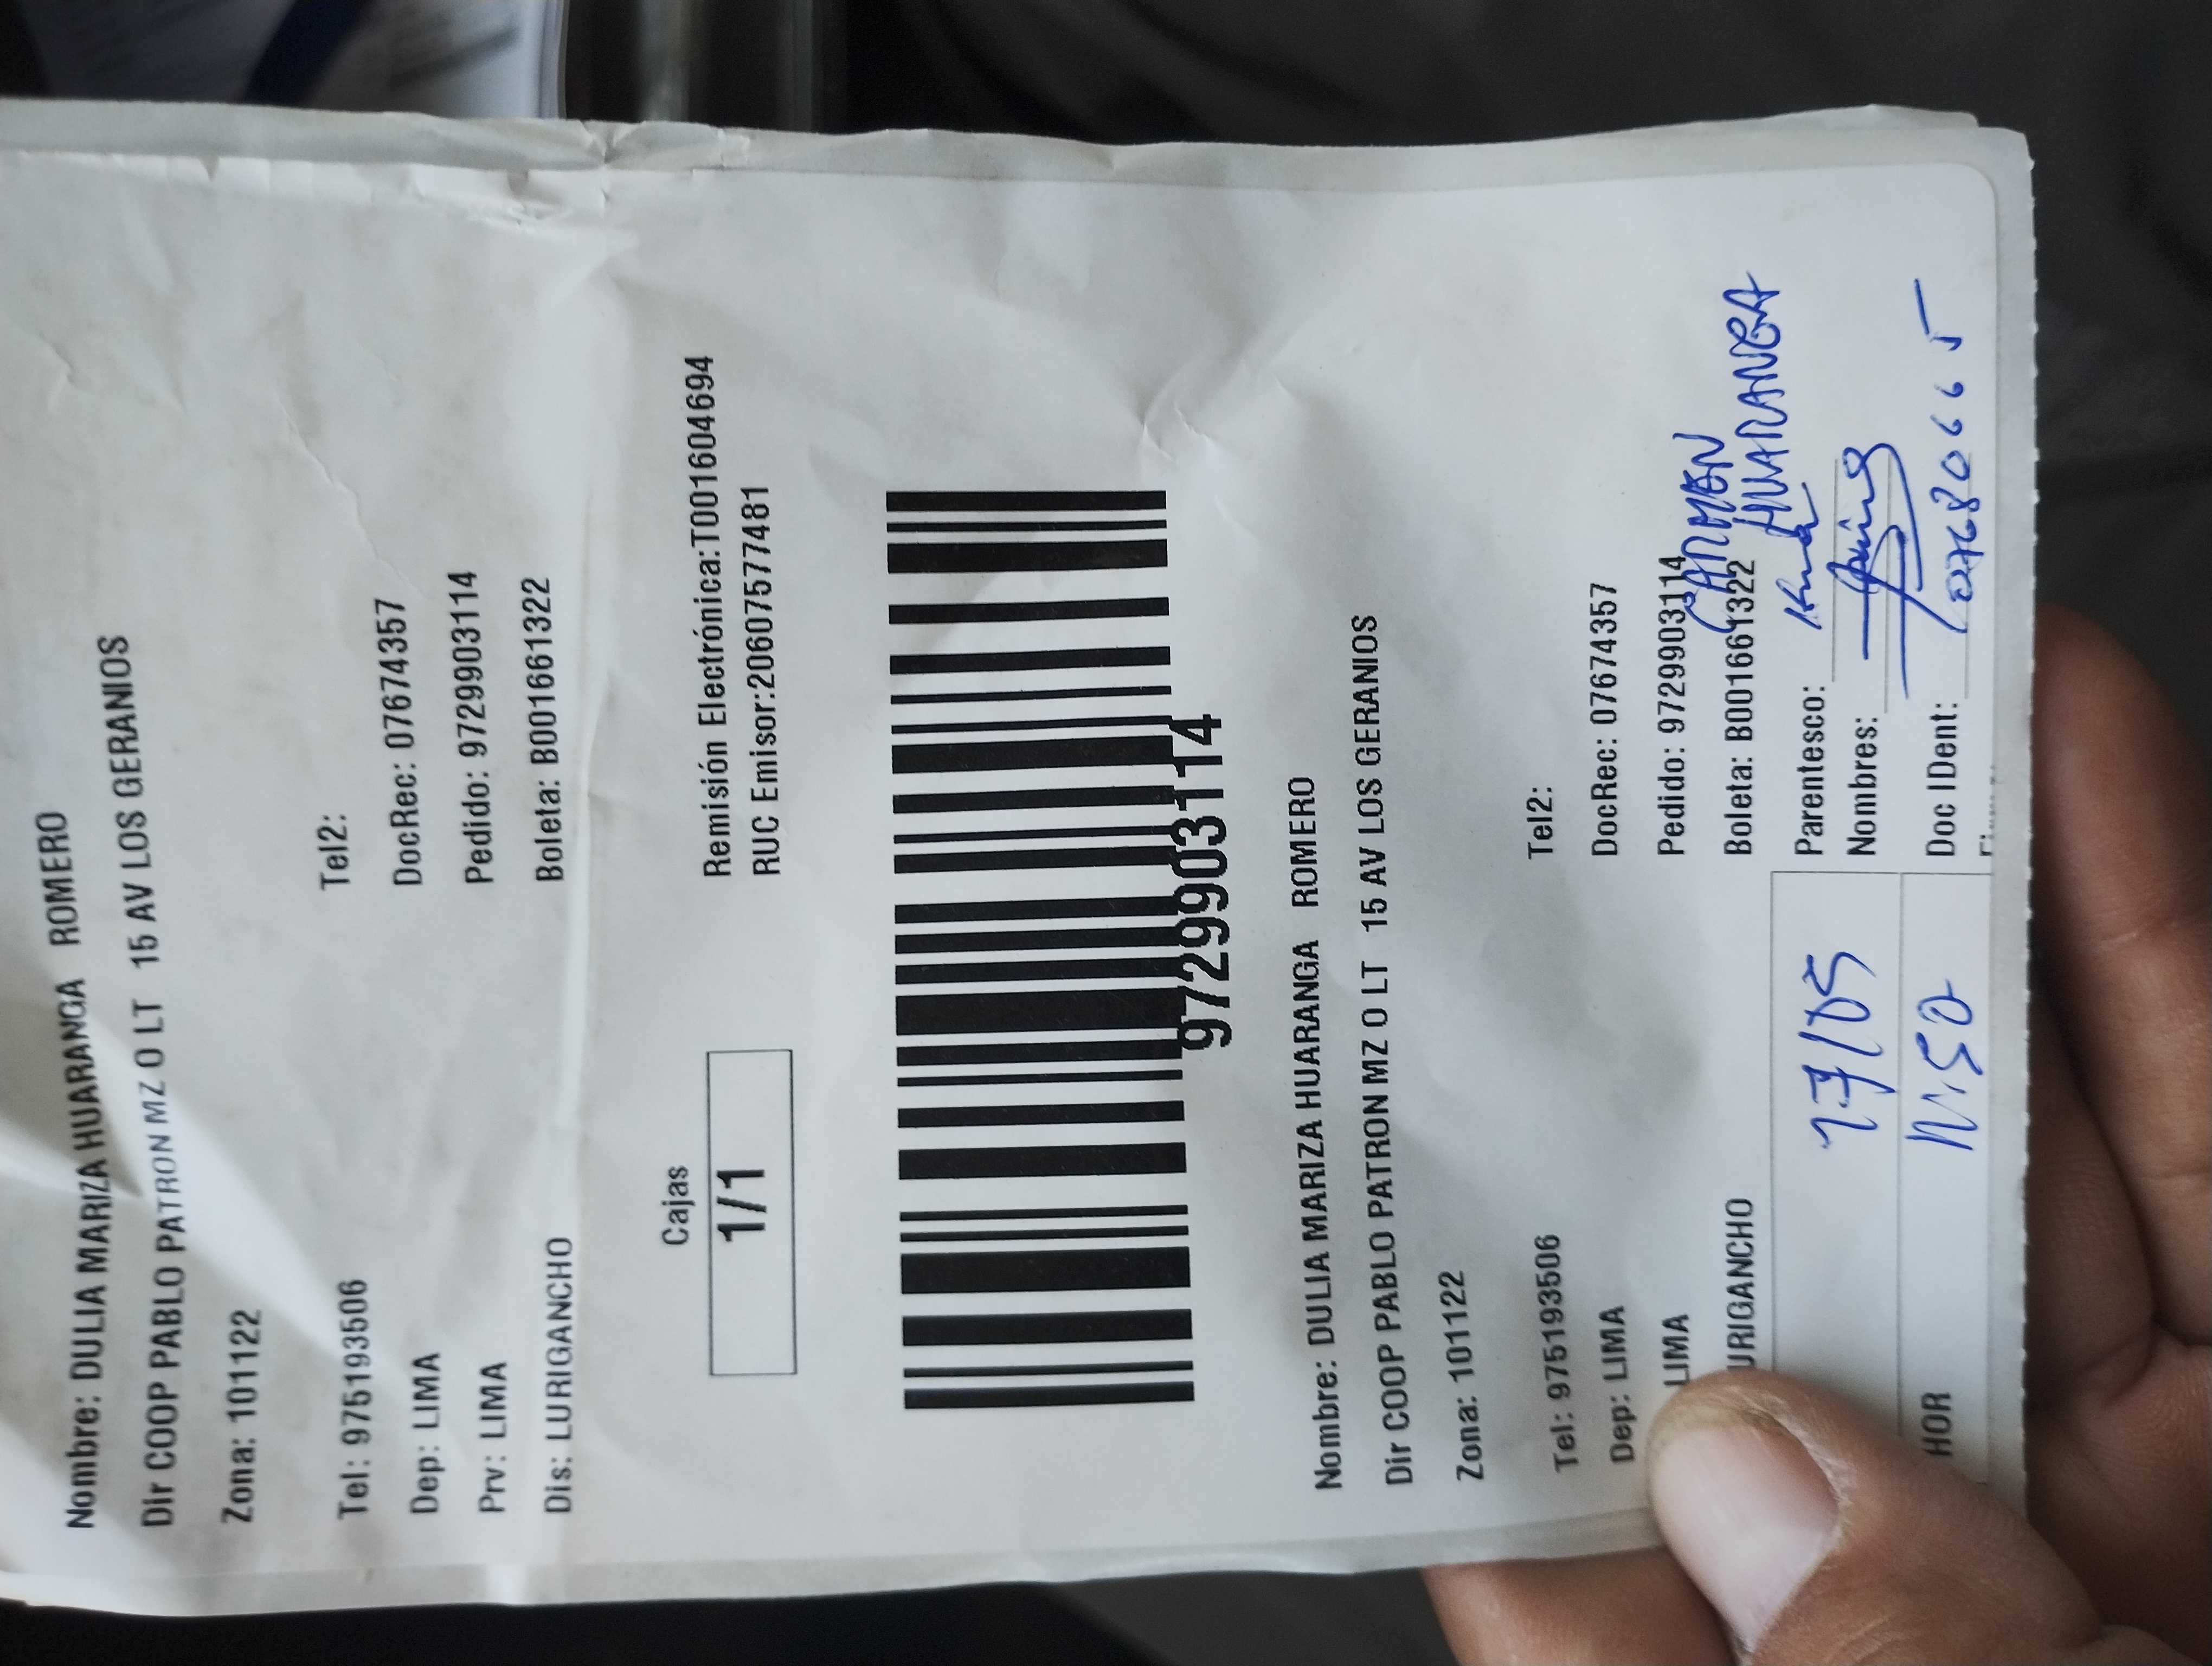 Nombre: DULIA MARIZA HUARANGA ROMERO
Dir COOP PABLO PATRON MZ O LT 15 AV LOS GERANIOS
Zona: 101122
Tel: 975193506 Tel2:
Dep: LIMA DocRec: 07674357
Prv: LIMA Pedido: 9729903114
Dis: LURIGANCHO Boleta: B001661322
Cajas Remisión Electrónica:T001604694
1/1 RUC Emisor:20607577481
9729903114
Nombre: DULIA MARIZA HUARANGA ROMERO
Dir COOP PABLO PATRON MZ O LT 15 AV LOS GERANIOS
Zona: 101122
Tel: 975193506 Tel2:
Dep: LIMA DocRec: 07674357
LIMA Pedido: 9729903114
CARMEN
URIGANCHO Boleta: B001661322
HUARANGA
Parentesco:
27/05 Nombres:
HOR Doc IDent: